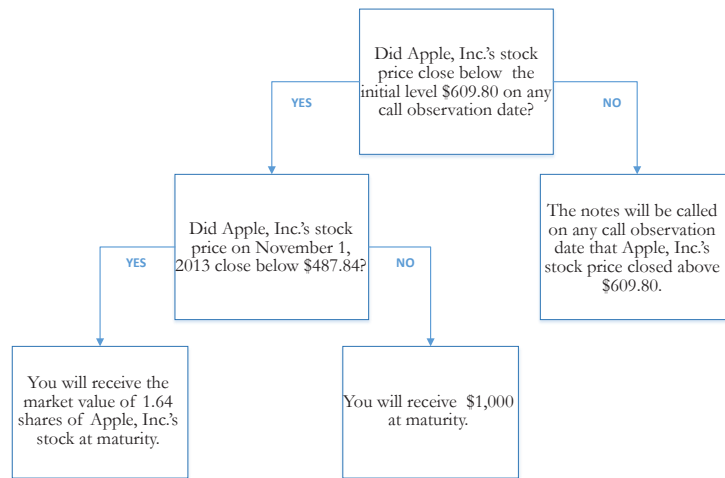 Did Apple, Inc.'s stock
price close below the
initial level $609.80 on any
call observation date?
YES
NO
Did Apple, Inc.'s stock
price on November 1,
2013 close below $487.84?
The notes will be called
on any call observation
date that Apple, Inc.'s
stock price closed above
$609.80.
YES
NO
You will receive the
market value of 1.64
shares of Apple, Inc.'s
stock at maturity.
You will receive $1,000
at maturity.